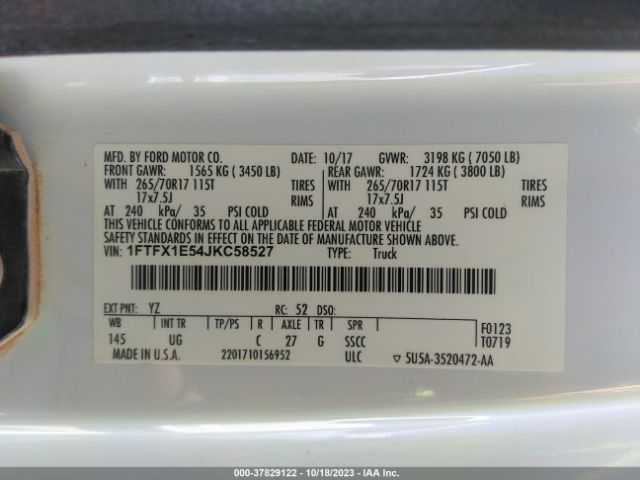 MFD. BY FORD MOTOR CO. DATE: 10/17 GVWR: 3198 KG ( 7050 LB)
FRONT GAWR: 1565 KG ( 3450 LB) REAR GAWR: 1724 KG ( 3800 LB)
WITH 265/70R17 115T TIRES WITH 265/70R17 115T TIRES
17x7.5J RIMS 17x7.5J RIMS
AT 240 kPa/ 35 PSI COLD AT 240 kPa/ 35 PSI COLD
THIS VEHICLE CONFORMS TO ALL APPLICABLE FEDERAL MOTOR VEHICLE
SAFETY STANDARDS IN EFFECT ON THE DATE OF MANUFACTURE SHOWN ABOVE.
VIN: 1FTFX1E54JKC58527 TYPE: Truck
EXT PNT: YZ RC: 52 DSO:
WB INT TR TP/PS R AXLE TR SPR F0123
145 UG C 27 G SSCC T0719
MADE IN U.S.A. 2201710156952 ULC ▽ 5U5A-3520472-AA
000-37829122 - 10/18/2023 - IAA Inc.